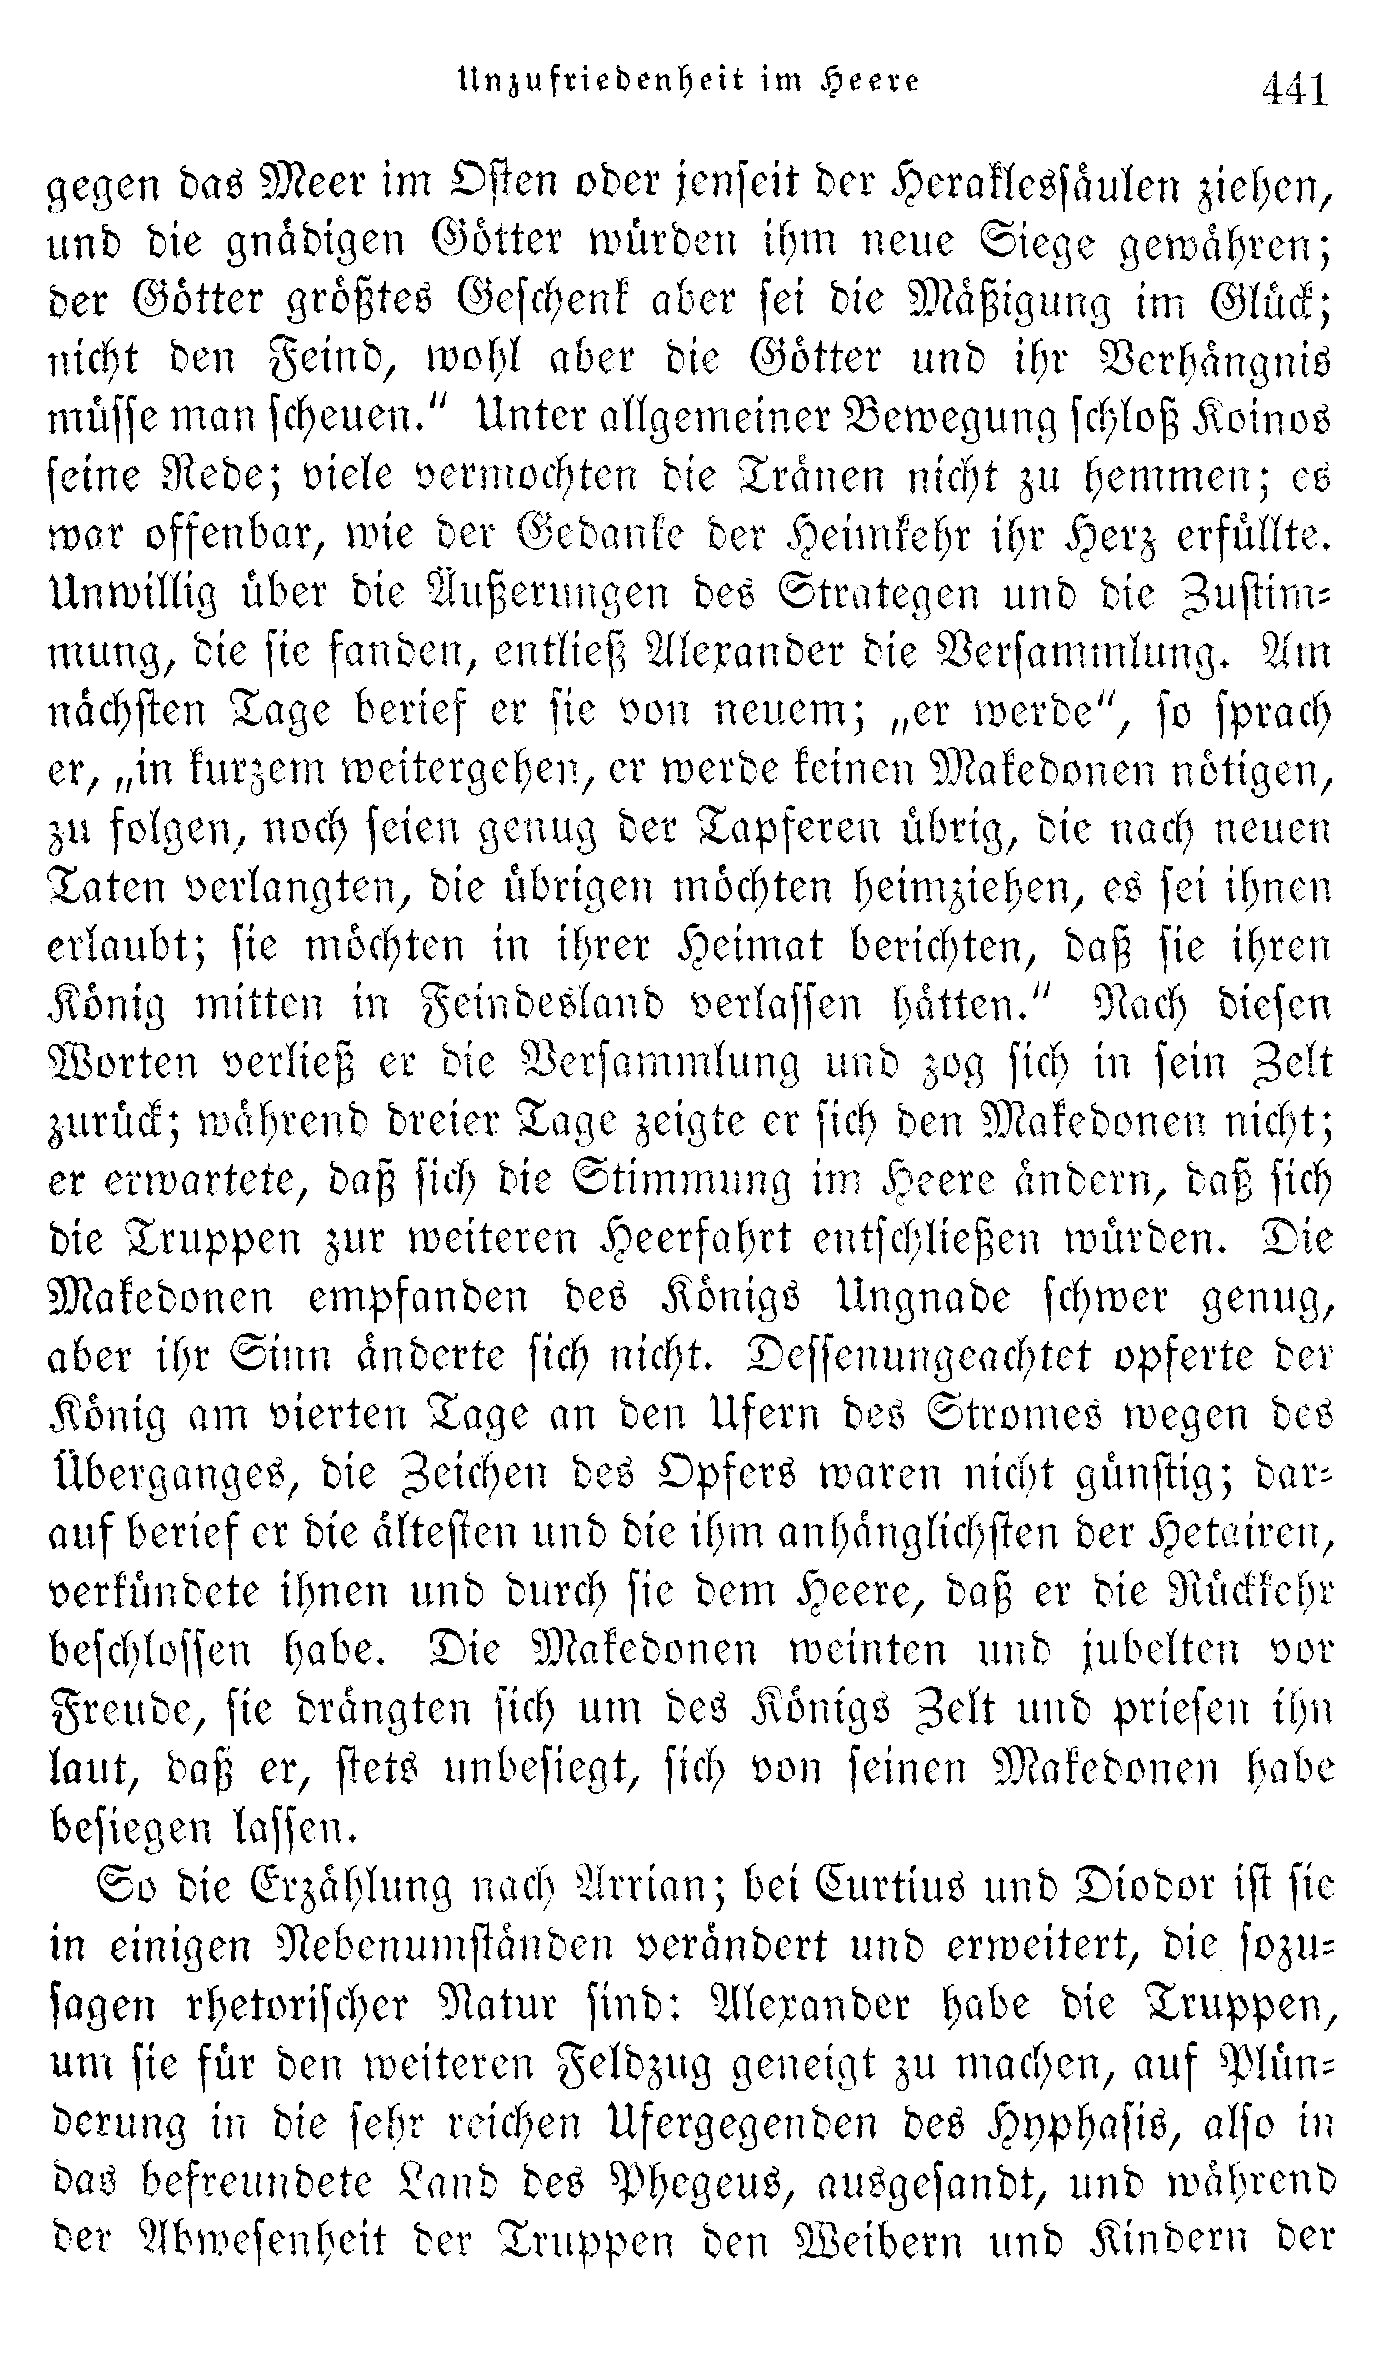 Unzufriedenheit im Heere 441
gegen das Meer im Osten oder jenseit der Heraklessäulen ziehen,
und die gnädigen Götter würden ihm neue Siege gewähren;
der Götter größtes Geschenk aber sei die Mäßigung im Glück;
nicht den Feind, wohl aber die Götter und ihr Verhängnis
müsse man scheuen.“ Unter allgemeiner Bewegung schloß Koinos
seine Rede; viele vermochten die Tränen nicht zu hemmen; es
war offenbar, wie der Gedanke der Heimkehr ihr Herz erfüllte.
Unwillig über die Äußerungen des Strategen und die Zustim-
mung, die sie fanden, entließ Alexander die Versammlung. Am
nächsten Tage berief er sie von neuem; „er werde“, so sprach
er, „in kurzem weitergehen, er werde keinen Makedonen nötigen,
zu folgen, noch seien genug der Tapferen übrig, die nach neuen
Taten verlangten, die übrigen möchten heimziehen, es sei ihnen
erlaubt; sie möchten in ihrer Heimat berichten, daß sie ihren
König mitten in Feindesland verlassen hätten.“ Nach diesen
Worten verließ er die Versammlung und zog sich in sein Zelt
zurück; während dreier Tage zeigte er sich den Makedonen nicht;
er erwartete, daß sich die Stimmung im Heere ändern, daß sich
die Truppen zur weiteren Heerfahrt entschließen würden. Die
Makedonen empfanden des Königs Ungnade schwer genug,
aber ihr Sinn änderte sich nicht. Dessenungeachtet opferte der
König am vierten Tage an den Ufern des Stromes wegen des
Überganges, die Zeichen des Opfers waren nicht günstig; dar-
auf berief er die ältesten und die ihm anhänglichsten der Hetairen,
verkündete ihnen und durch sie dem Heere, daß er die Rückkehr
beschlossen habe. Die Makedonen weinten und jubelten vor
Freude, sie drängten sich um des Königs Zelt und priesen ihn
laut, daß er, stets unbesiegt, sich von seinen Makedonen habe
besiegen lassen.
So die Erzählung nach Arrian; bei Curtius und Diodor ist sie
in einigen Nebenumständen verändert und erweitert, die sozu-
sagen rhetorischer Natur sind: Alexander habe die Truppen,
um sie für den weiteren Feldzug geneigt zu machen, auf Plün-
derung in die sehr reichen Ufergegenden des Hyphasis, also in
das befreundete Land des Phegeus, ausgesandt, und während
der Abwesenheit der Truppen den Weibern und Kindern der